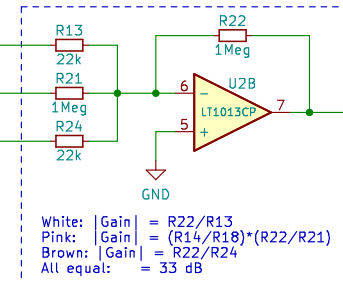 R13
22k
R21
1Meg
R24
22k
R22
1Meg
U2B
LT1013CP
6
5
7
−
+
GND
White: |Gain| = R22/R13
Pink: |Gain| = (R14/R18)*(R22/R21)
Brown: |Gain| = R22/R24
All equal: = 33 dB